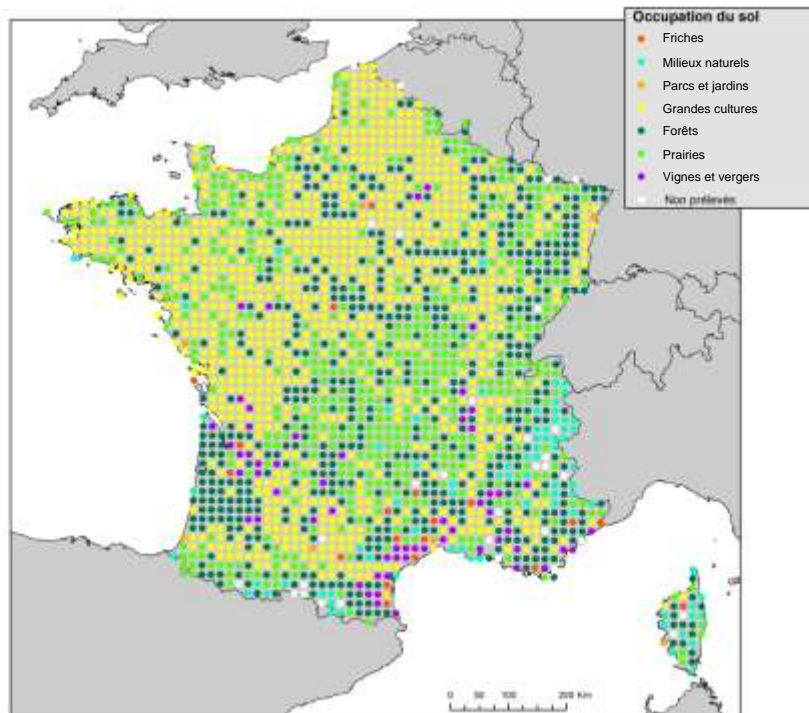 Occupation du sol
Friches
Milieux naturels
Parcs et jardins
Grandes cultures
Forêts
Prairies
Vignes et vergers
Non prélevés
0 50 100 200 Km